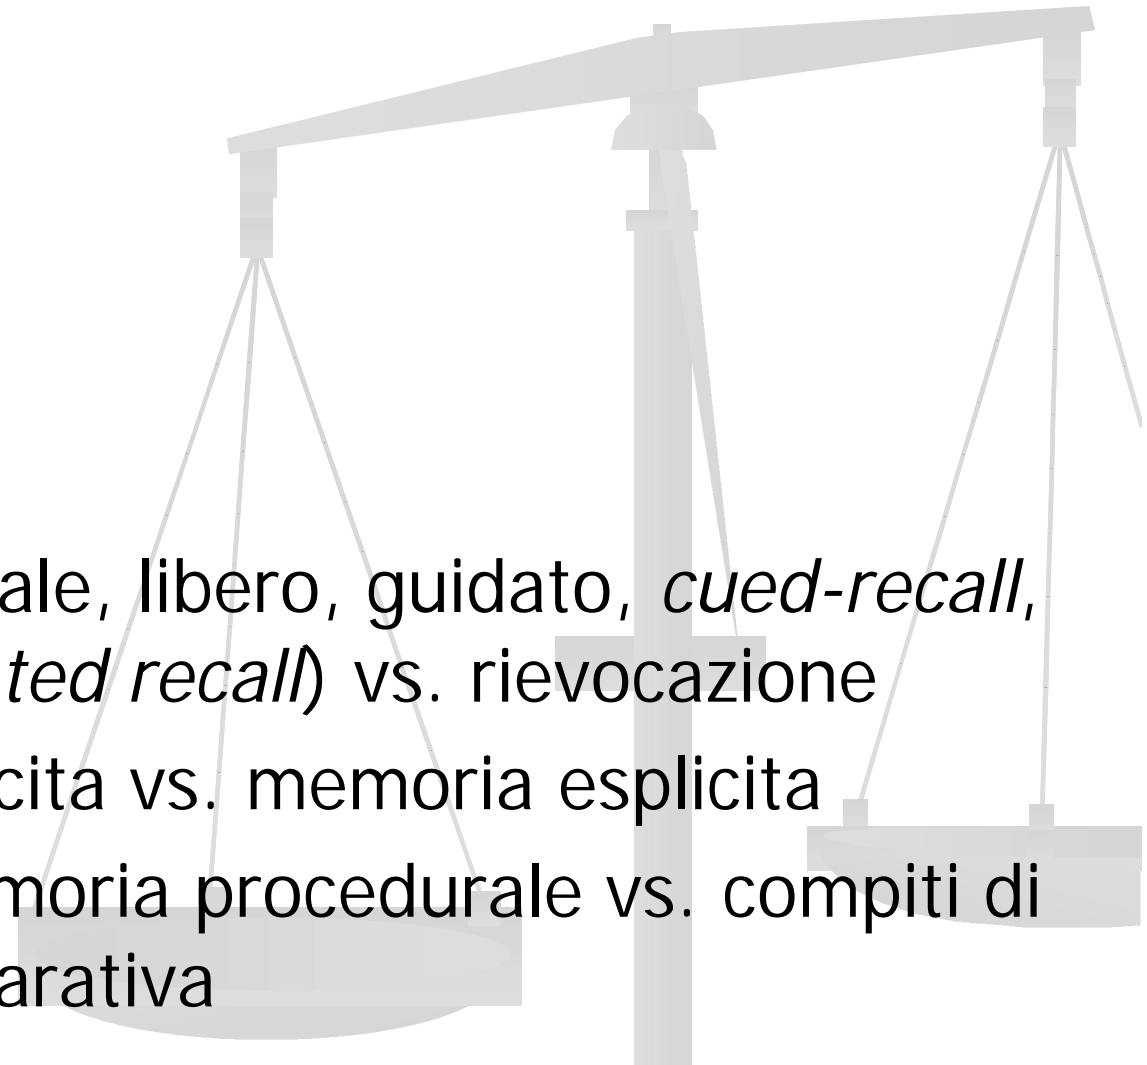 ale, libero, guidato, cued-recall,
ted recall) vs. rievocazione
cita vs. memoria esplicita
moria procedurale vs. compiti di
arativa